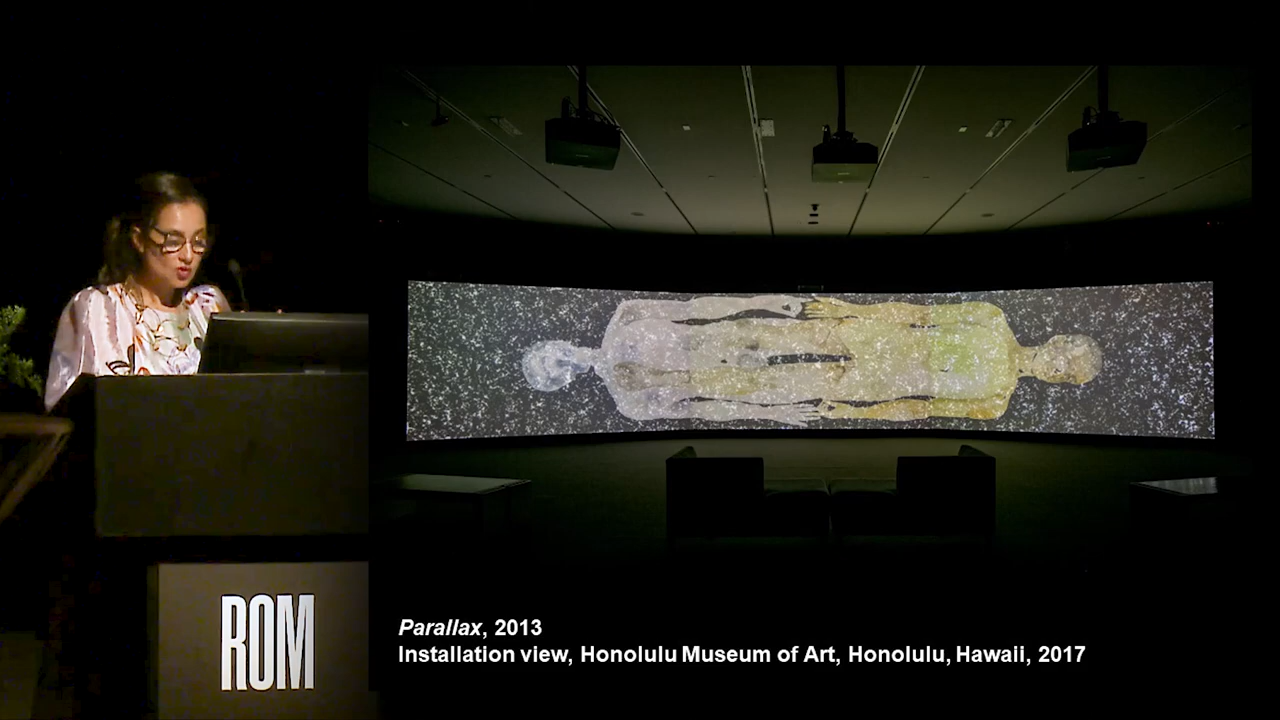 ROM
Parallax, 2013
Installation view, Honolulu Museum of Art, Honolulu, Hawaii, 2017